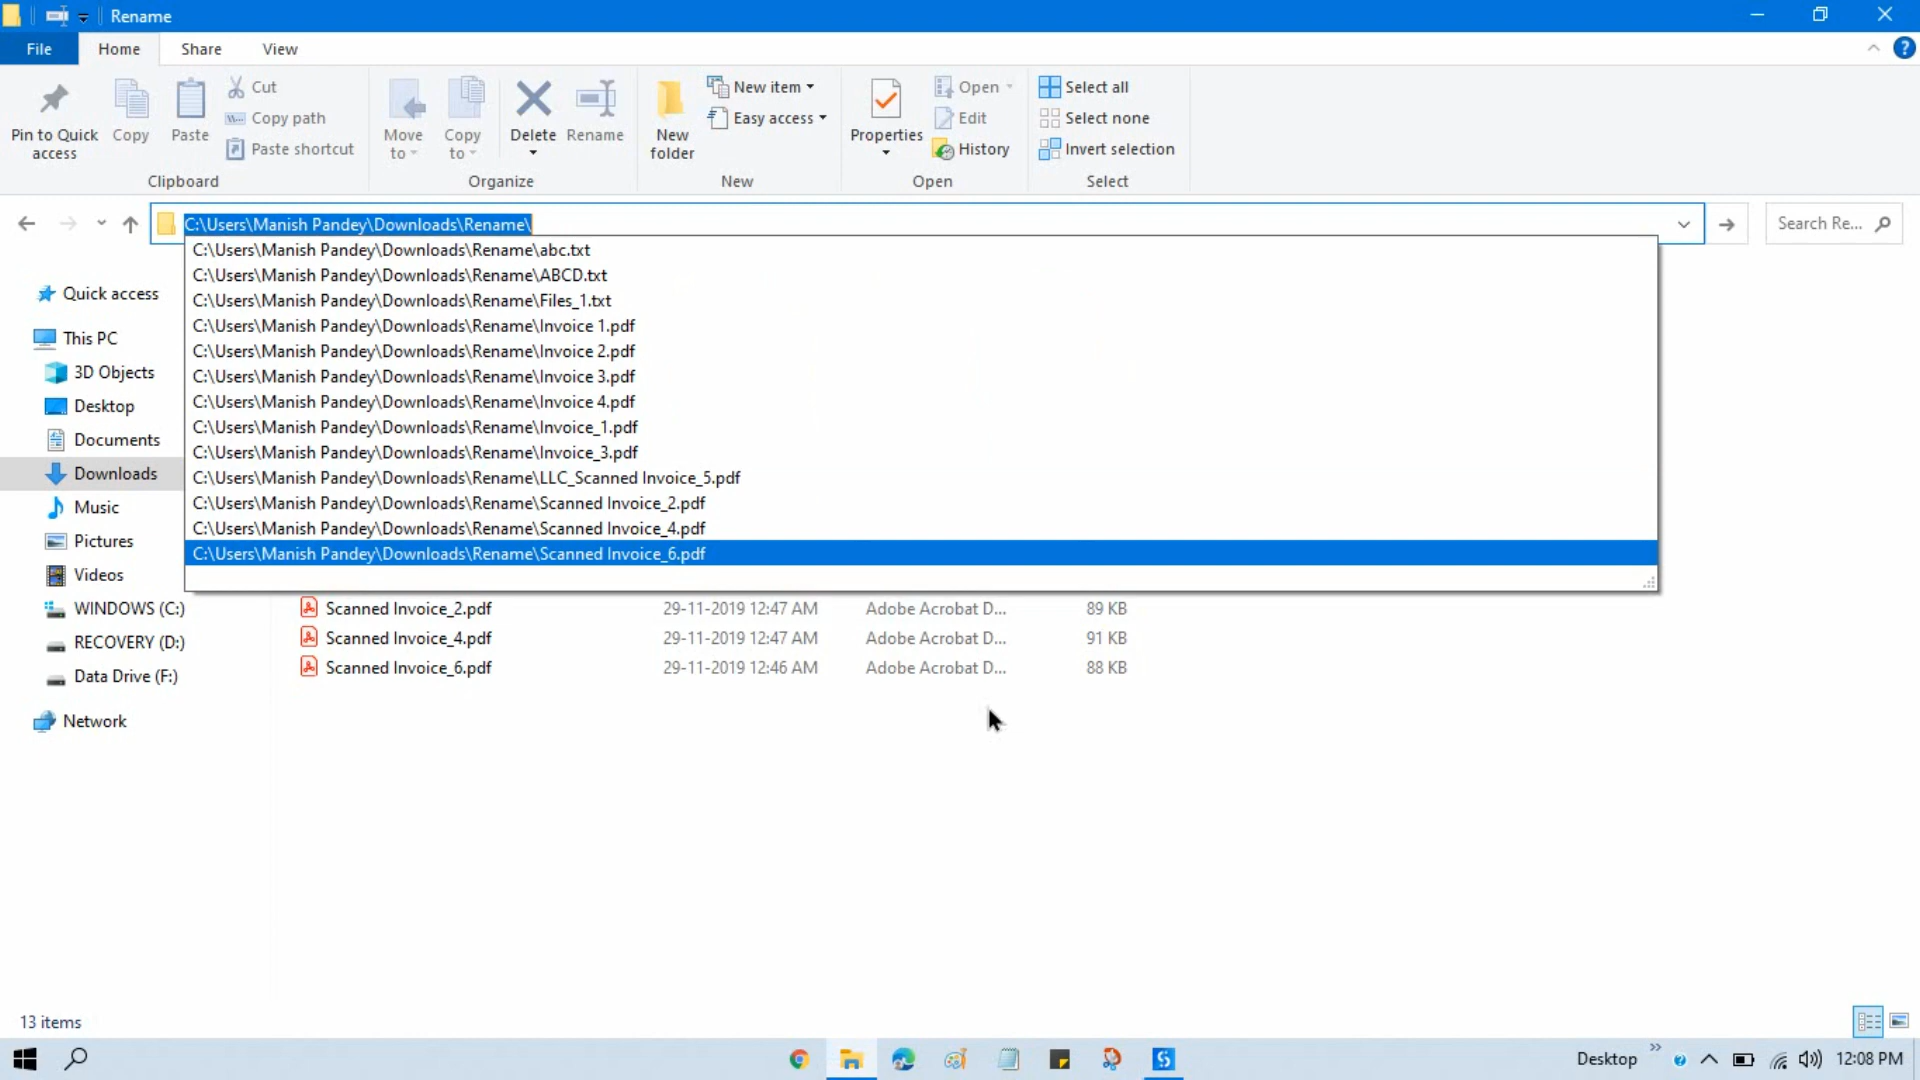 Rename
File Home Share View
Pin to Quick access
Copy
Paste
Cut
Copy path
Paste shortcut
Clipboard
Move to
Copy to
Delete
Rename
Organize
New folder
New item
Easy access
New
Properties
Open
Edit
History
Open
Select all
Select none
Invert selection
Select
C:\Users\Manish Pandey\Downloads\Rename\
Search Re...
C:\Users\Manish Pandey\Downloads\Rename\abc.txt
C:\Users\Manish Pandey\Downloads\Rename\ABCD.txt
C:\Users\Manish Pandey\Downloads\Rename\Files_1.txt
C:\Users\Manish Pandey\Downloads\Rename\Invoice 1.pdf
C:\Users\Manish Pandey\Downloads\Rename\Invoice 2.pdf
C:\Users\Manish Pandey\Downloads\Rename\Invoice 3.pdf
C:\Users\Manish Pandey\Downloads\Rename\Invoice 4.pdf
C:\Users\Manish Pandey\Downloads\Rename\Invoice_1.pdf
C:\Users\Manish Pandey\Downloads\Rename\Invoice_3.pdf
C:\Users\Manish Pandey\Downloads\Rename\LLC_Scanned Invoice_5.pdf
C:\Users\Manish Pandey\Downloads\Rename\Scanned Invoice_2.pdf
C:\Users\Manish Pandey\Downloads\Rename\Scanned Invoice_4.pdf
C:\Users\Manish Pandey\Downloads\Rename\Scanned Invoice_6.pdf
Quick access
This PC
3D Objects
Desktop
Documents
Downloads
Music
Pictures
Videos
WINDOWS (C:)
RECOVERY (D:)
Data Drive (F:)
Network
Scanned Invoice_2.pdf 29-11-2019 12:47 AM Adobe Acrobat D... 89 KB
Scanned Invoice_4.pdf 29-11-2019 12:47 AM Adobe Acrobat D... 91 KB
Scanned Invoice_6.pdf 29-11-2019 12:46 AM Adobe Acrobat D... 88 KB
13 items
Desktop
12:08 PM